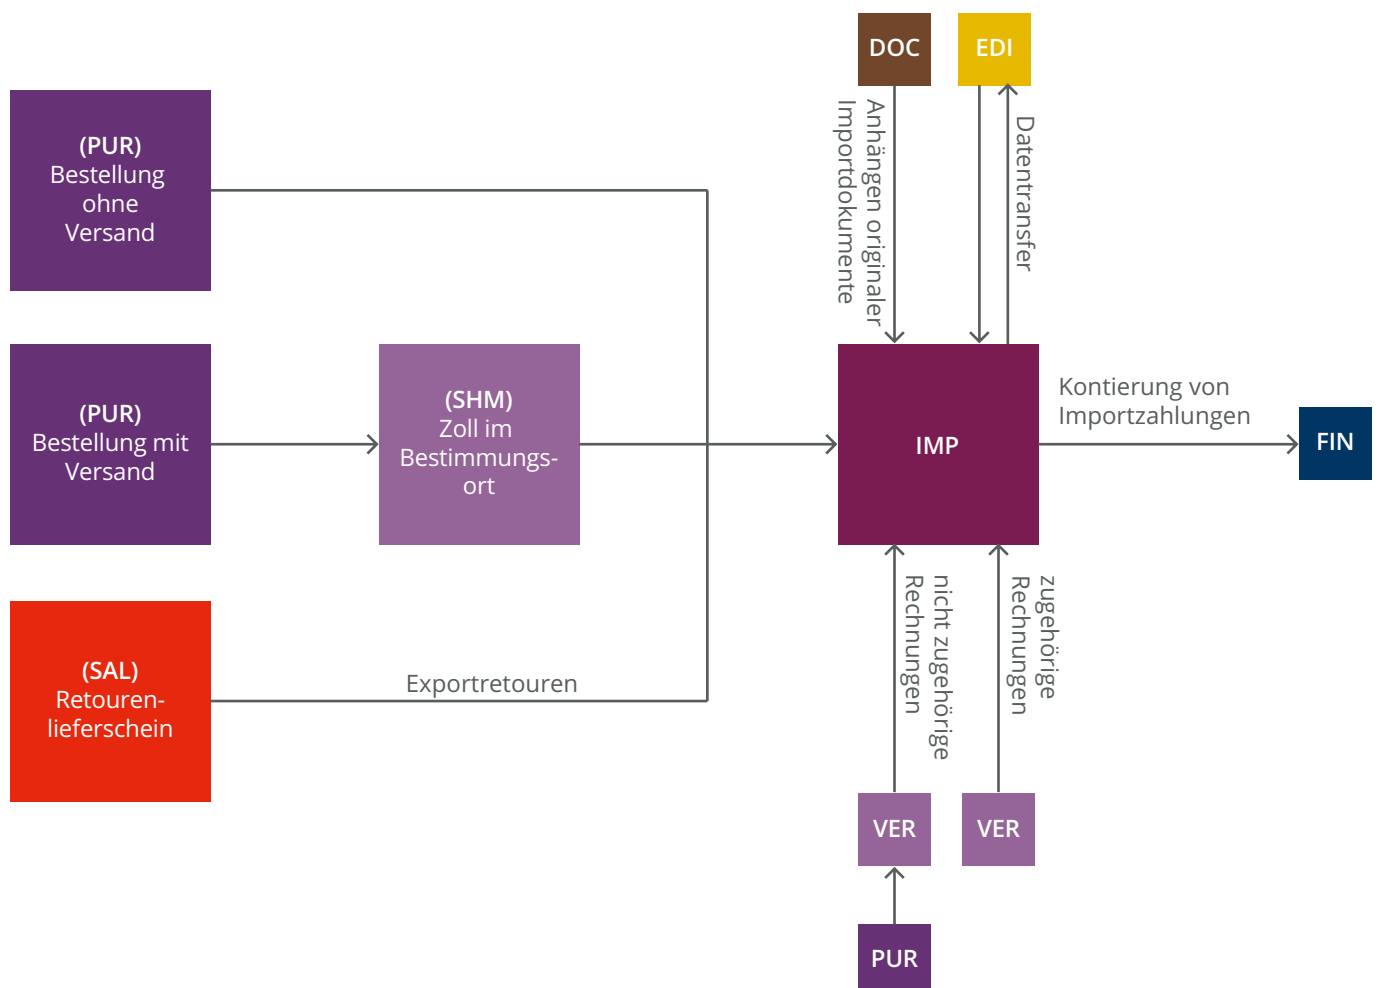 DOC
EDI
Anhängen originaler
Importdokumente
Datentransfer
(PUR)
Bestellung
ohne
Versand
(PUR)
Bestellung mit
Versand
(SHM)
Zoll im
Bestimmungs-
ort
IMP
Kontierung von
Importzahlungen
FIN
(SAL)
Retouren-
lieferschein
Exportretouren
nicht zugehörige
Rechnungen
zugehörige
Rechnungen
VER
VER
PUR